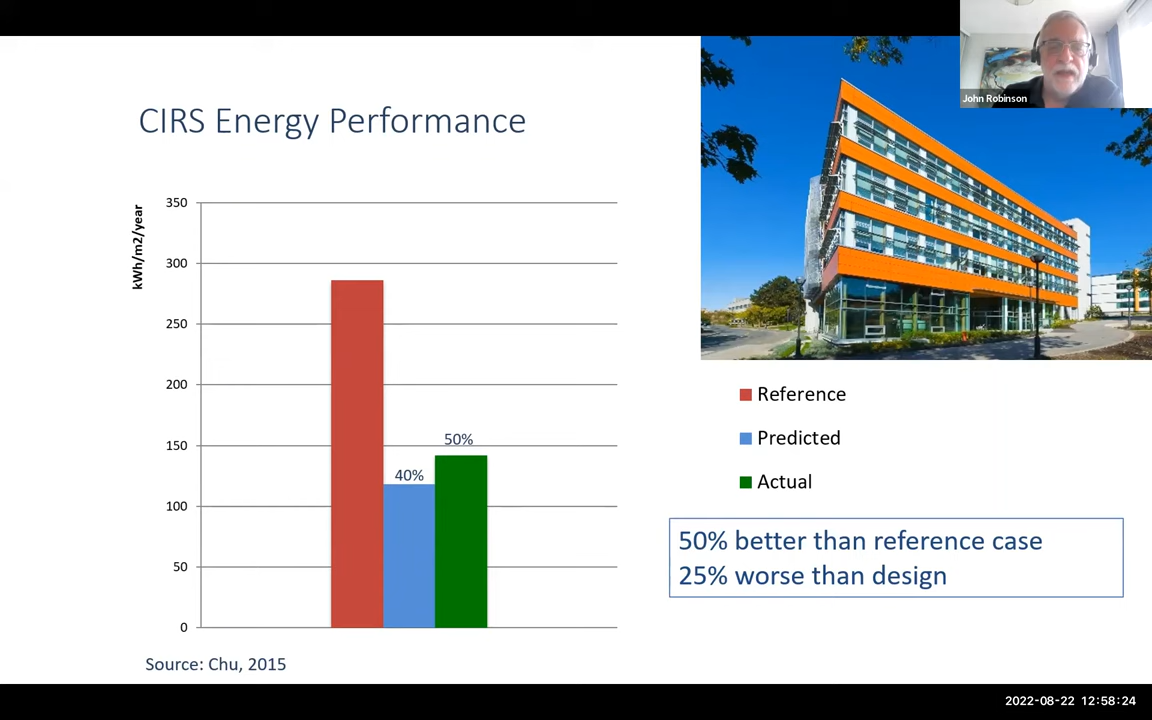 John Robinson
CIRS Energy Performance
kWh/m2/year
350
300
250
200
150
100
50
0
50%
40%
Reference
Predicted
Actual
50% better than reference case
25% worse than design
Source: Chu, 2015
2022-08-22 12:58:24